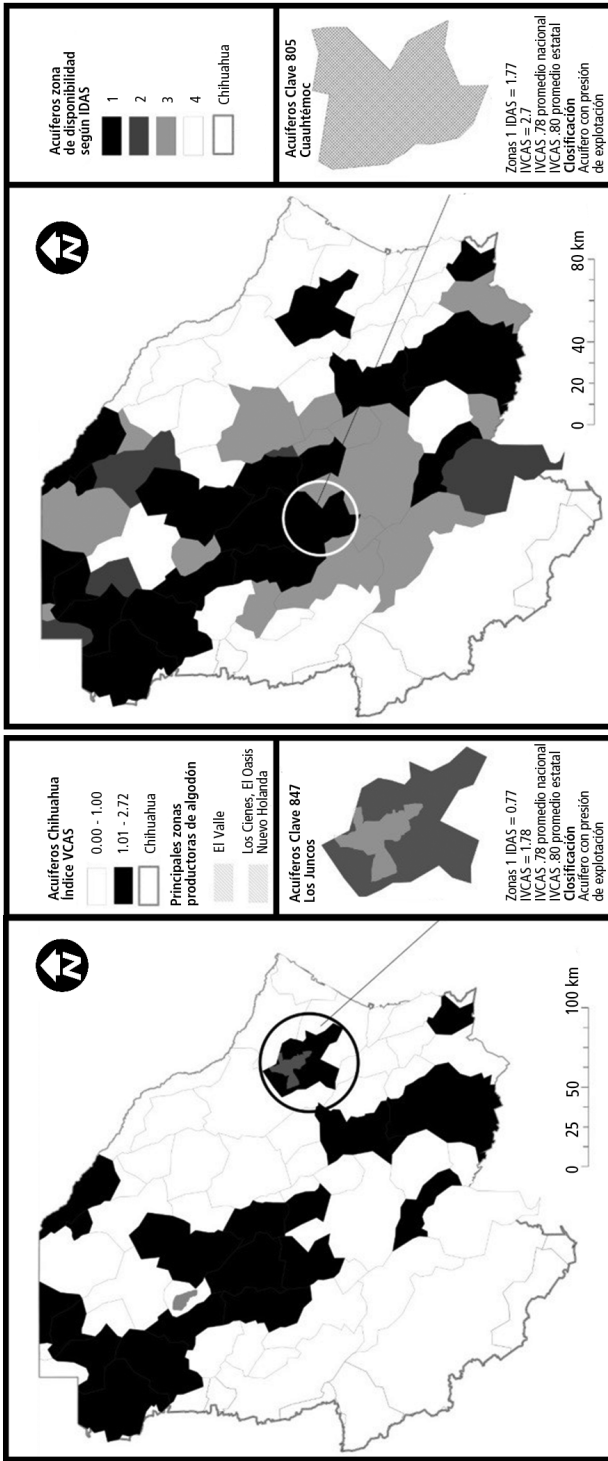 Acuíferos Chihuahua
Índice VCAS
0.00 - 1.00
1.01 - 2.72
Chihuahua
Principales zonas
productoras de algodón
El Valle
Los Cienes, El Oasis
Nuevo Holanda
N
0 25 50 100 km
Acuíferos Clave 847
Los Juncos
Zonas 1 IDAS = 0.77
IVCAS = 1.78
IVCAS .78 promedio nacional
IVCAS .80 promedio estatal
Closificación
Acuífero con presión
de explotación
Acuíferos zona
de disponibilidad
según IDAS
1
2
3
4
Chihuahua
N
0 20 40 80 km
Acuíferos Clave 805
Cuauhtémoc
Zonas 1 IDAS = 1.77
IVCAS = 2.7
IVCAS .78 promedio nacional
IVCAS .80 promedio estatal
Closificación
Acuífero con presión
de explotación